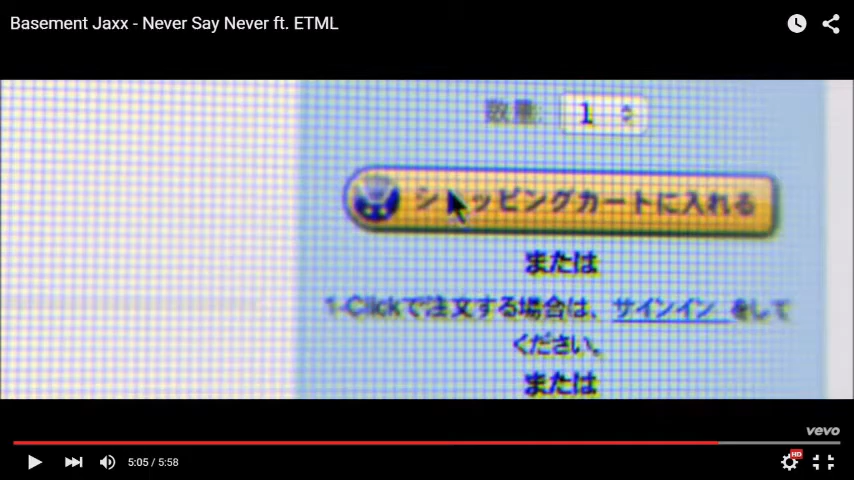 Basement Jaxx - Never Say Never ft. ETML
数量: 1
ショッピングカートに入れる
または
1-Clickで注文する場合は、サインインをして
ください。
または
vevo
HD
5:05 / 5:58